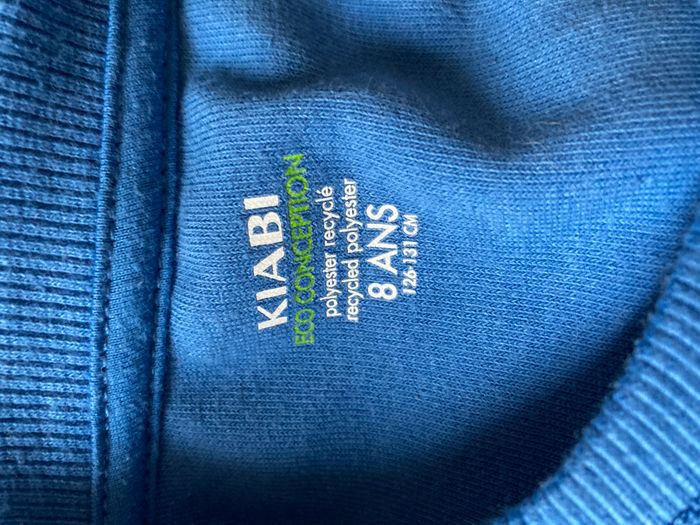 KIABI
ECO CONCEPTION
polyester recyclé
recycled polyester
8 ANS
126-131 CM